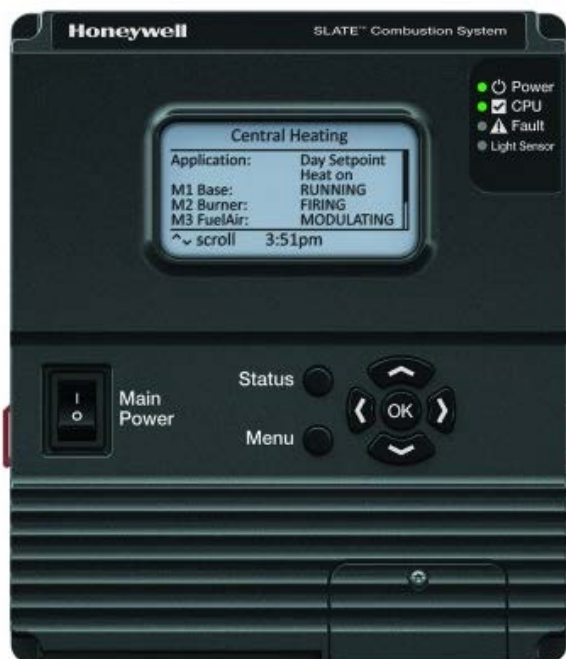 Honeywell
SLATE™ Combustion System
Power
CPU
Fault
Light Sensor
Central Heating
Application: Day Setpoint
Heat on
M1 Base: RUNNING
M2 Burner: FIRING
M3 FuelAir: MODULATING
scroll 3:51pm
I
O
Main
Power
Status
Menu
OK